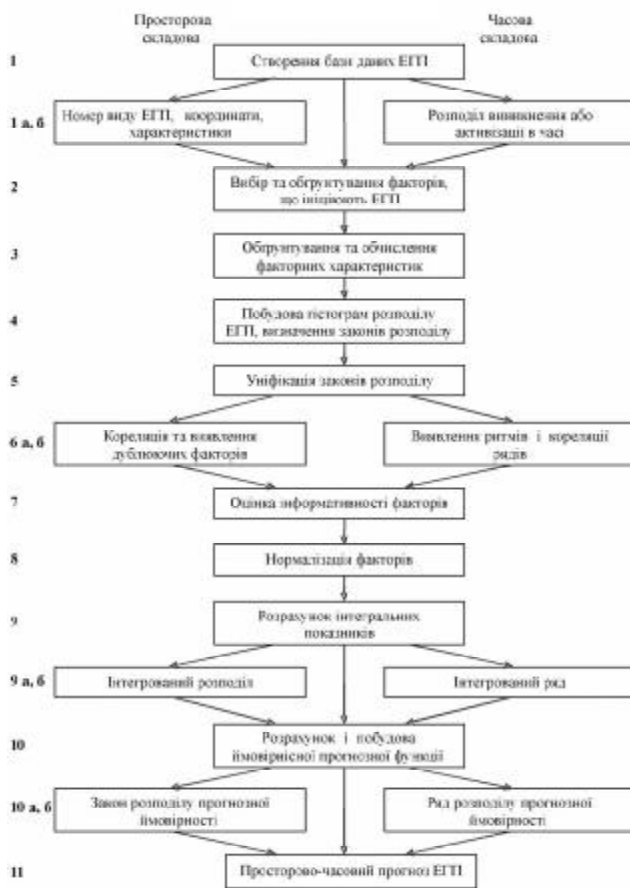 Просторова
складова
Часова
складова
1
Створення бази даних ЕГП
1 а, б
Номер виду ЕГП, координати,
характеристики
Розподіл виникнення або
активізації в часі
2
Вибір та обґрунтування факторів,
що ініціюють ЕГП
3
Обґрунтування та обчислення
факторних характеристик
4
Побудова гістограм розподілу
ЕГП, визначення законів розподілу
5
Уніфікація законів розподілу
6 а, б
Кореляція та виявлення
дублюючих факторів
Виявлення ритмів і кореляції
рядів
7
Оцінка інформативності факторів
8
Нормалізація факторів
9
Розрахунок інтегральних
показників
9 а, б
Інтегрований розподіл
Інтегрований ряд
10
Розрахунок і побудова
ймовірнісної прогнозної функції
10 а, б
Закон розподілу прогнозної
ймовірності
Ряд розподілу прогнозної
ймовірності
11
Просторово-часовий прогноз ЕГП